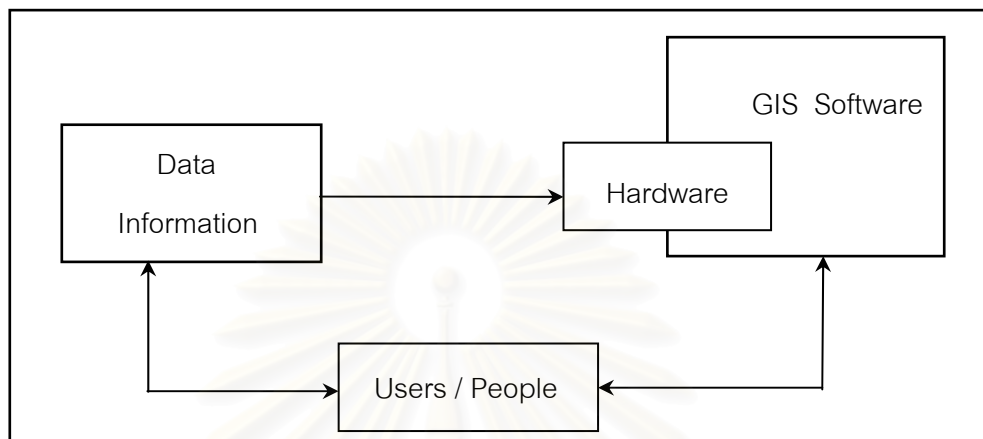 Data
Information
GIS Software
Hardware
Users / People